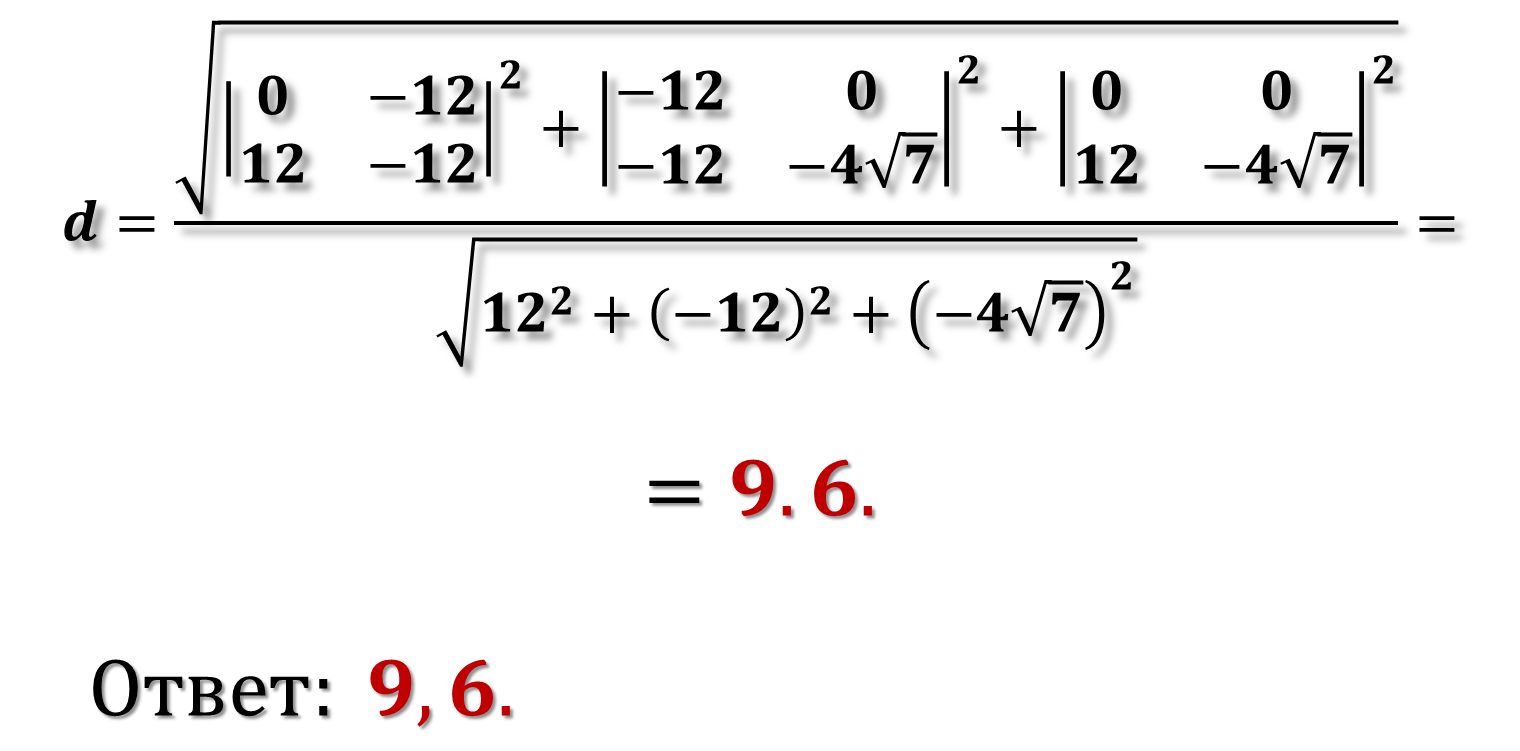 d = √(|0 −12; 12 −12|² + |−12 0; −12 −4√7|² + |0 0; 12 −4√7|²) / √(12² + (−12)² + (−4√7)²) =
= 9. 6.
Ответ: 9, 6.